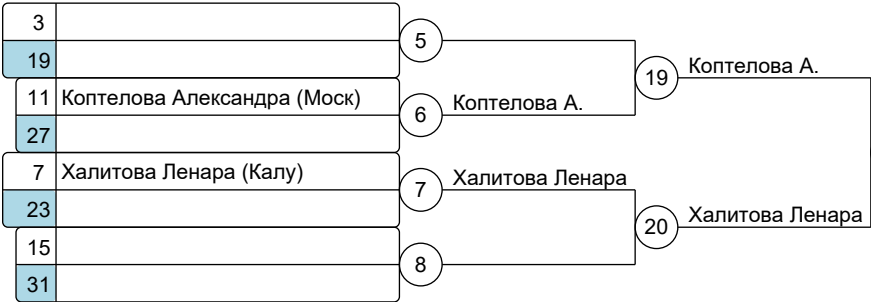 3
5
19
19 Коптелова А.
11 Коптелова Александра (Моск)
6 Коптелова А.
27
7 Халитова Ленара (Калу)
7 Халитова Ленара
23
20 Халитова Ленара
15
8
31